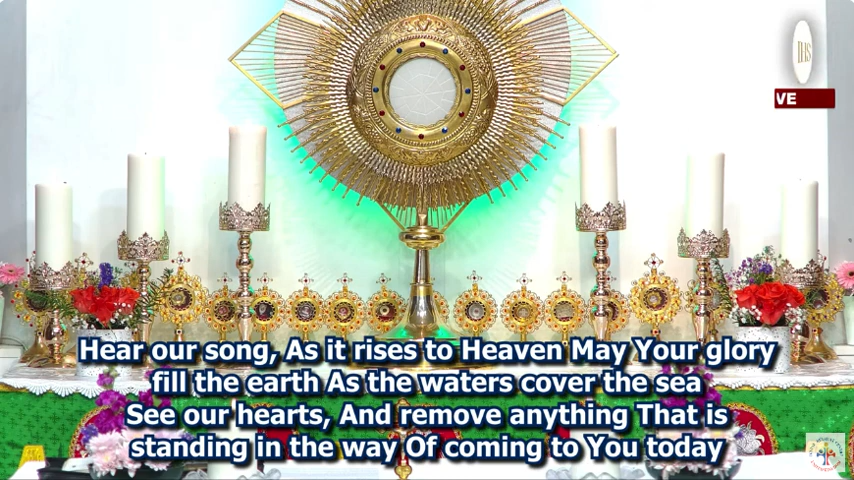 IHS
VE
Hear our song, As it rises to Heaven May Your glory
fill the earth As the waters cover the sea
See our hearts, And remove anything That is
standing in the way Of coming to You today